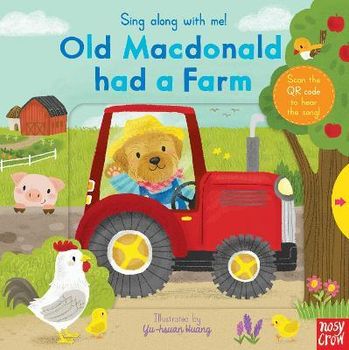 Sing along with me!
Old Macdonald
had a Farm
Scan the
QR code
to hear
the song!
Illustrated by
Yu-hsuan Huang
nosy
crow